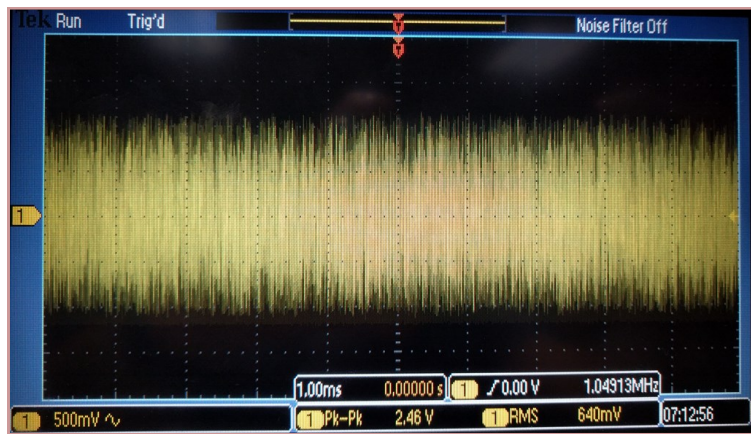 Tek Run Trig'd Noise Filter Off
1
1.00ms 0.00000 s 1 0.00 V 1.04913MHz
1 500mV 1 Pk-Pk 2.46 V 1 RMS 640mV 07:12:56